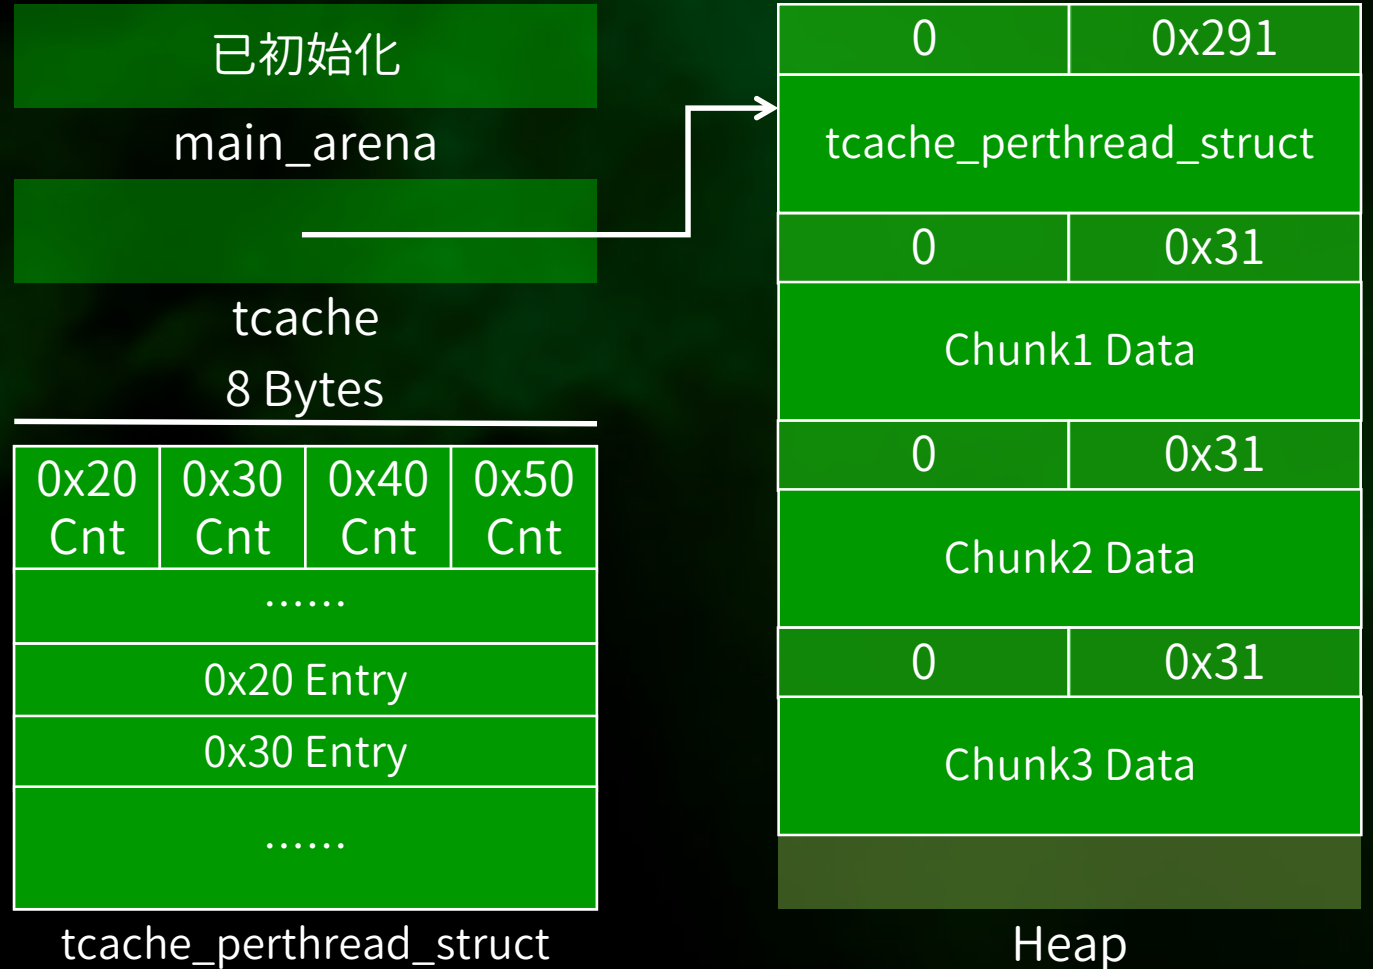 已初始化
main_arena
tcache
8 Bytes
0x20 Cnt
0x30 Cnt
0x40 Cnt
0x50 Cnt
......
0x20 Entry
0x30 Entry
......
tcache_perthread_struct
0 0x291
tcache_perthread_struct
0 0x31
Chunk1 Data
0 0x31
Chunk2 Data
0 0x31
Chunk3 Data
Heap